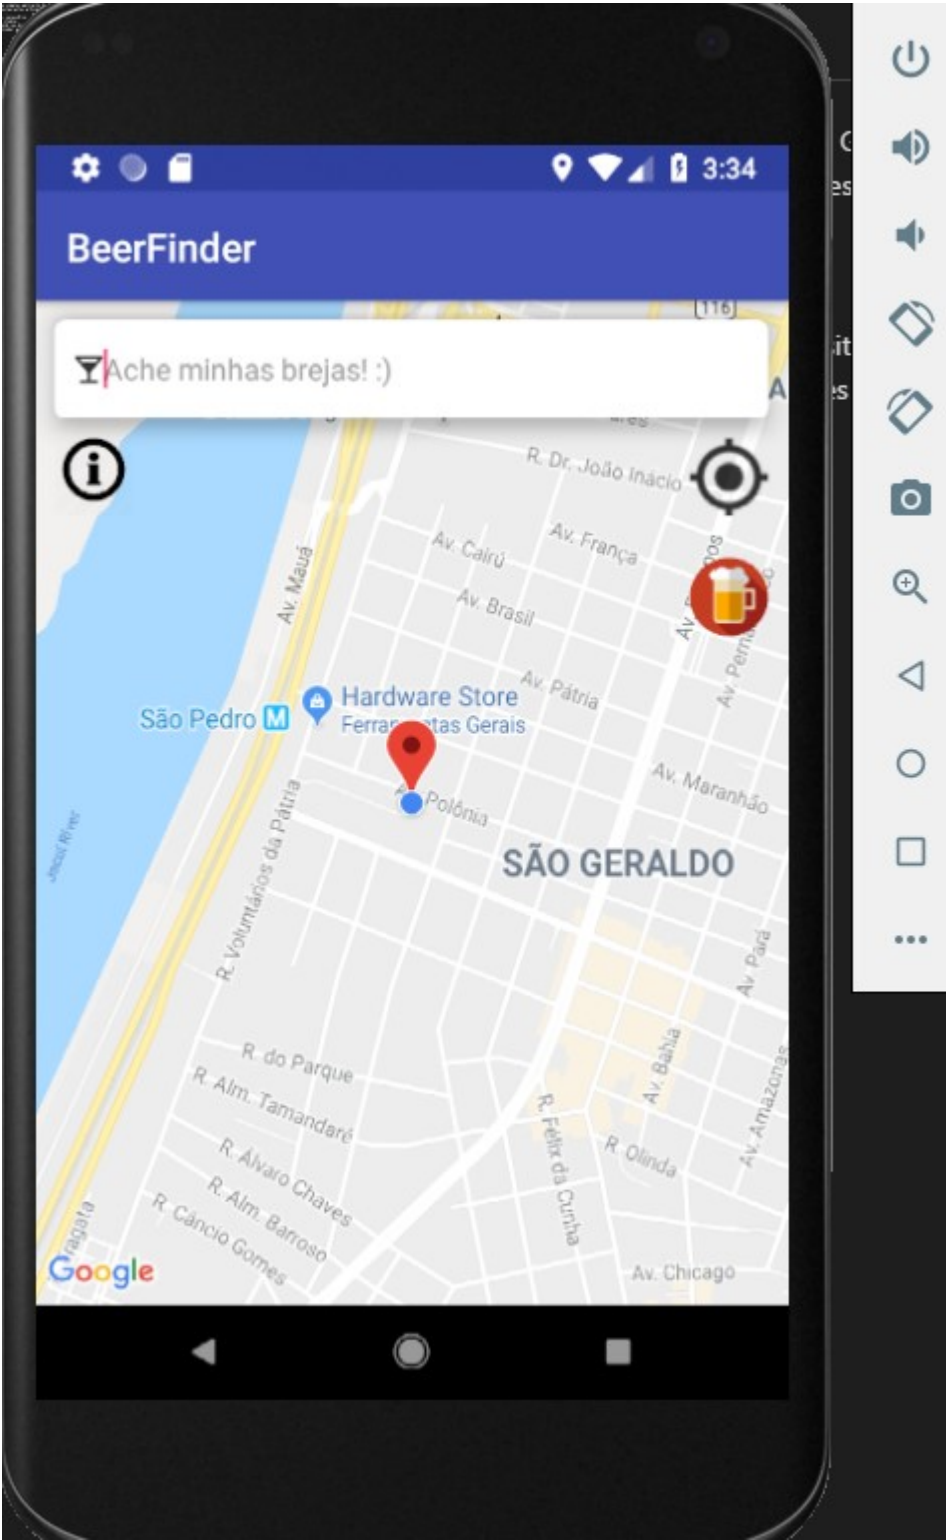 3:34
BeerFinder
116
Ache minhas brejas! :)
A
R. Dr. João Inácio
Av. França
Av. Cairú
Av. Mauá
Av. Brasil
Av. Pátria
Hardware Store
São Pedro M
Ferramentas Gerais
Av. Maranhão
Av. Polônia
Jacuí River
SÃO GERALDO
R. Voluntários da Pátria
Av. Pará
R. do Parque
Av. Bahia
R. Alm. Tamandaré
Av. Amazonas
R. Félix da Cunha
R. Olinda
R. Álvaro Chaves
R. Alm. Barroso
R. Câncio Gomes
Google
Av. Chicago